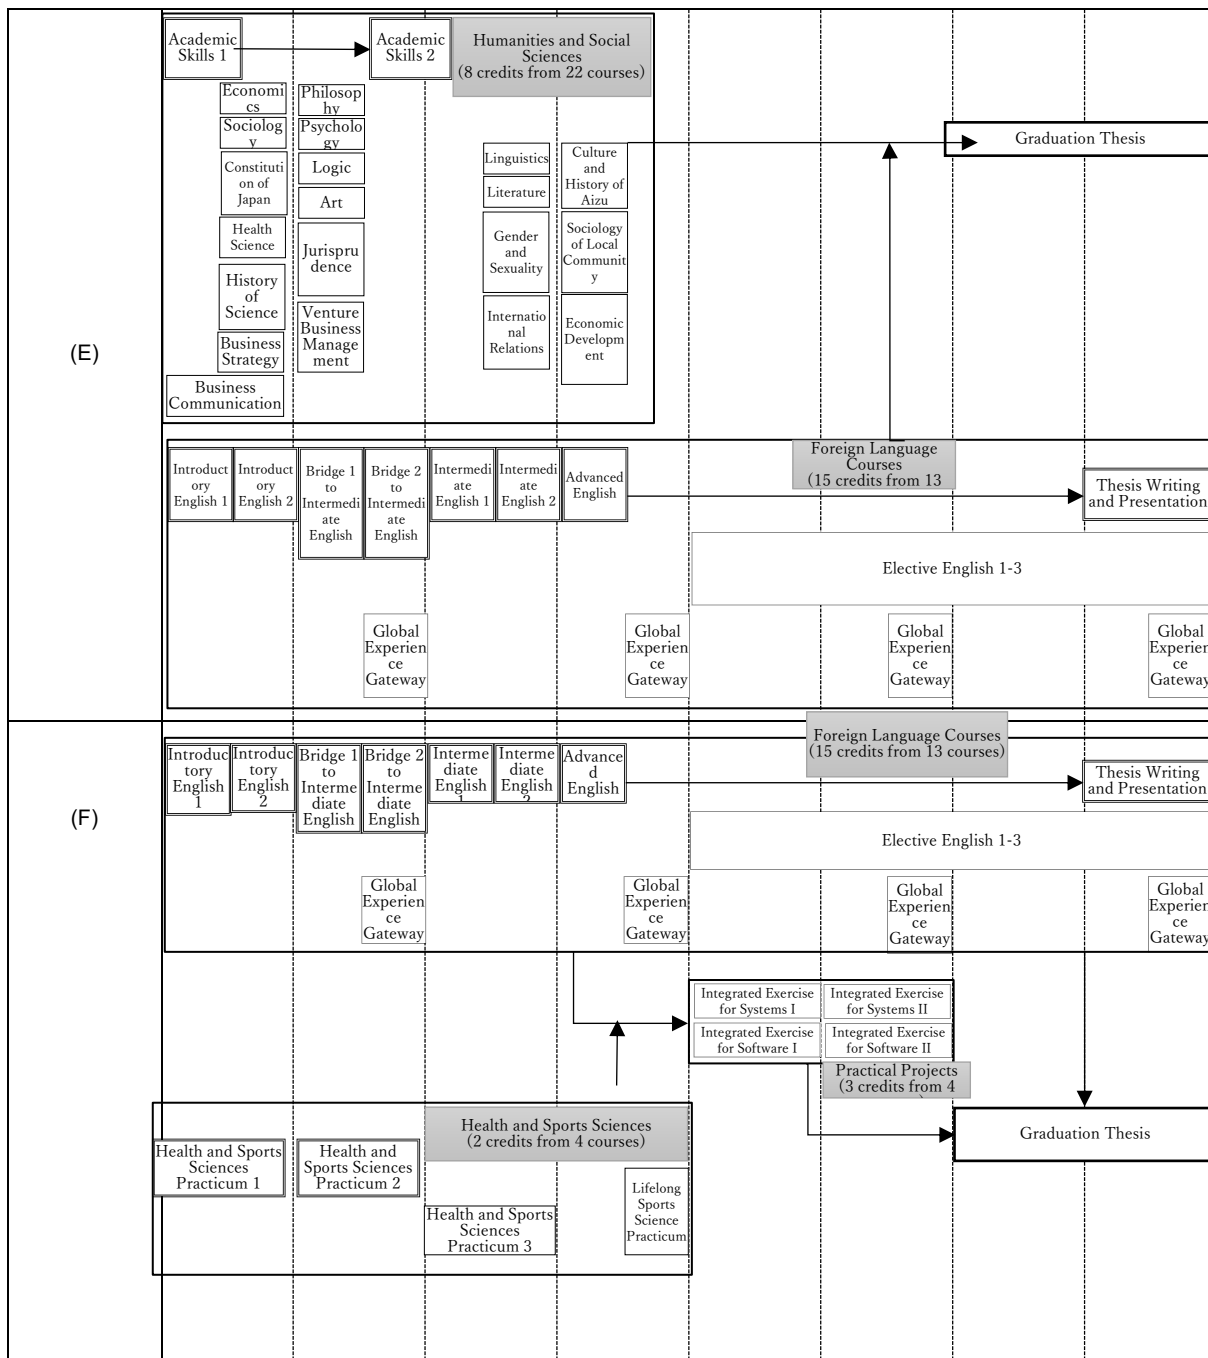 (E)
Academic
Skills 1
Academic
Skills 2
Humanities and Social
Sciences
(8 credits from 22 courses)
Economi
cs
Sociolog
y
Constituti
on of
Japan
Health
Science
History
of
Science
Business
Strategy
Business
Communication
Philosop
hy
Psycholo
gy
Logic
Art
Jurispru
dence
Venture
Business
Manage
ment
Linguistics
Literature
Gender
and
Sexuality
Internatio
nal
Relations
Culture
and
History of
Aizu
Sociology
of Local
Communit
y
Economic
Developm
ent
Graduation Thesis
Foreign Language
Courses
(15 credits from 13
Introduct
ory
English 1
Introduct
ory
English 2
Bridge 1
to
Intermedi
ate
English
Bridge 2
to
Intermedi
ate
English
Intermedi
ate
English 1
Intermedi
ate
English 2
Advanced
English
Thesis Writing
and Presentation
Elective English 1-3
Global
Experien
ce
Gateway
Global
Experien
ce
Gateway
Global
Experien
ce
Gateway
Global
Experien
ce
Gateway
(F)
Foreign Language Courses
(15 credits from 13 courses)
Introduc
tory
English
1
Introduc
tory
English
2
Bridge 1
to
Interme
diate
English
Bridge 2
to
Interme
diate
English
Interme
diate
English
1
Interme
diate
English
2
Advance
d
English
Thesis Writing
and Presentation
Elective English 1-3
Global
Experien
ce
Gateway
Global
Experien
ce
Gateway
Global
Experien
ce
Gateway
Global
Experien
ce
Gateway
Integrated Exercise
for Systems I
Integrated Exercise
for Systems II
Integrated Exercise
for Software I
Integrated Exercise
for Software II
Practical Projects
(3 credits from 4
)
Graduation Thesis
Health and Sports Sciences
(2 credits from 4 courses)
Health and Sports
Sciences
Practicum 1
Health and
Sports Sciences
Practicum 2
Health and Sports
Sciences
Practicum 3
Lifelong
Sports
Science
Practicum